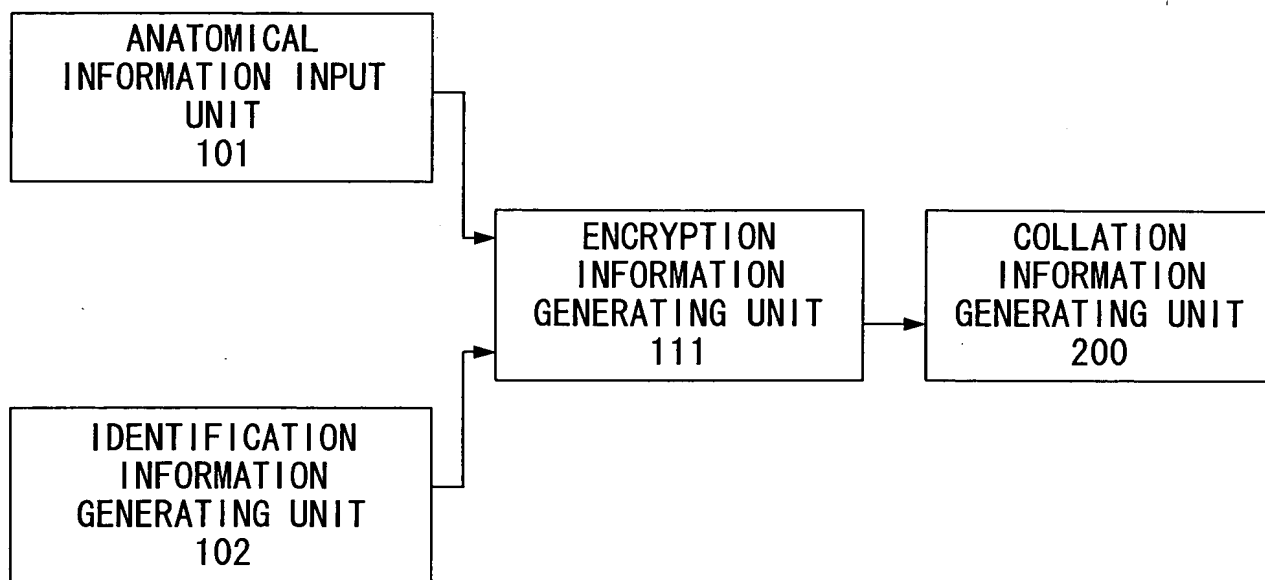 ANATOMICAL
INFORMATION INPUT
UNIT
101
IDENTIFICATION
INFORMATION
GENERATING UNIT
102
ENCRYPTION
INFORMATION
GENERATING UNIT
111
COLLATION
INFORMATION
GENERATING UNIT
200